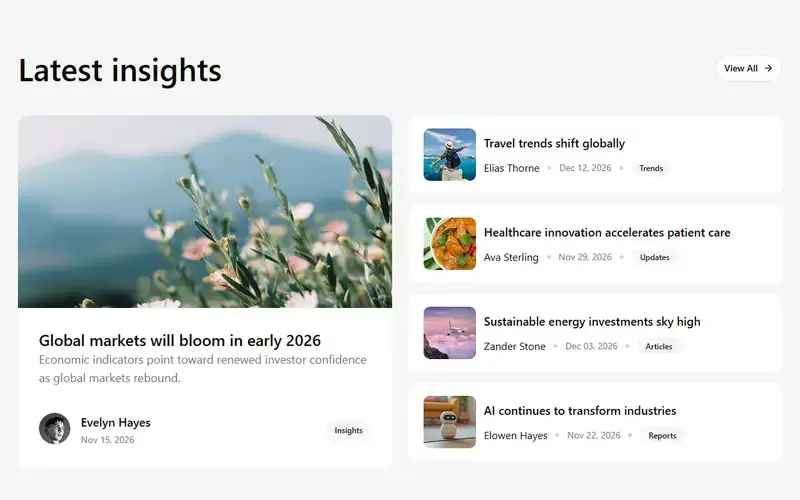 Latest insights
View All
Global markets will bloom in early 2026
Economic indicators point toward renewed investor confidence
as global markets rebound.
Evelyn Hayes
Nov 15, 2026
Insights
Travel trends shift globally
Elias Thorne • Dec 12, 2026 • Trends
Healthcare innovation accelerates patient care
Ava Sterling • Nov 29, 2026 • Updates
Sustainable energy investments sky high
Zander Stone • Dec 03, 2026 • Articles
AI continues to transform industries
Elowen Hayes • Nov 22, 2026 • Reports